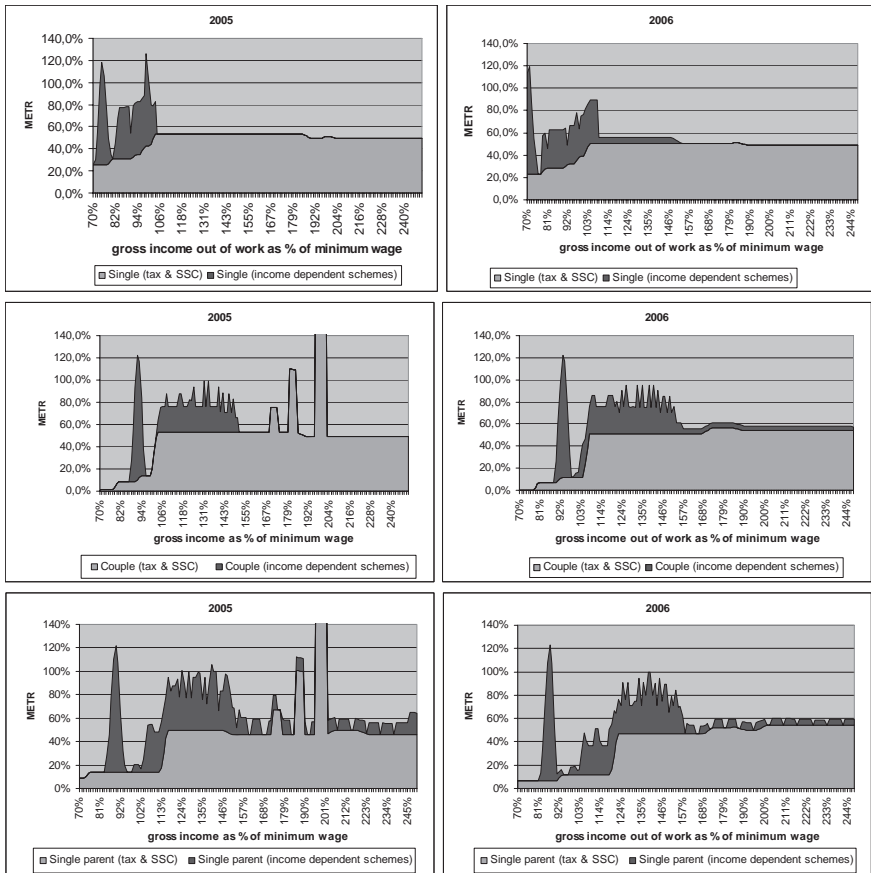 2005
140,0%
120,0%
100,0%
80,0%
60,0%
40,0%
20,0%
0,0%
METR
70% 82% 94% 106% 118% 131% 143% 155% 167% 179% 192% 204% 216% 228% 240%
gross income out of work as % of minimum wage
Single (tax & SSC) Single (income dependent schemes)
2006
140,0%
120,0%
100,0%
80,0%
60,0%
40,0%
20,0%
0,0%
METR
70% 81% 92% 103% 114% 124% 135% 146% 157% 168% 179% 190% 200% 211% 222% 233% 244%
gross income out of work as % of minimum wage
Single (tax & SSC) Single (income dependent schemes)
2005
140,0%
120,0%
100,0%
80,0%
60,0%
40,0%
20,0%
0,0%
METR
70% 82% 94% 106% 118% 131% 143% 155% 167% 179% 192% 204% 216% 228% 240%
gross income as % of minimum wage
Couple (tax & SSC) Couple (income dependent schemes)
2006
140,0%
120,0%
100,0%
80,0%
60,0%
40,0%
20,0%
0,0%
METR
70% 81% 92% 103% 114% 124% 135% 146% 157% 168% 179% 190% 200% 211% 222% 233% 244%
gross income out of work as % of minimum wage
Couple (tax & SSC) Couple (income dependent schemes)
2005
140%
120%
100%
80%
60%
40%
20%
0%
METR
70% 81% 92% 102% 113% 124% 135% 146% 157% 168% 179% 190% 201% 212% 223% 234% 245%
gross income as % of minimum wage
Single parent (tax & SSC) Single parent (income dependent schemes)
2006
140%
120%
100%
80%
60%
40%
20%
0%
METR
70% 81% 92% 103% 114% 124% 135% 146% 157% 168% 179% 190% 200% 211% 222% 233% 244%
gross income out of work as % of minimum wage
Single parent (tax & SSC) Single parent (income dependent schemes)